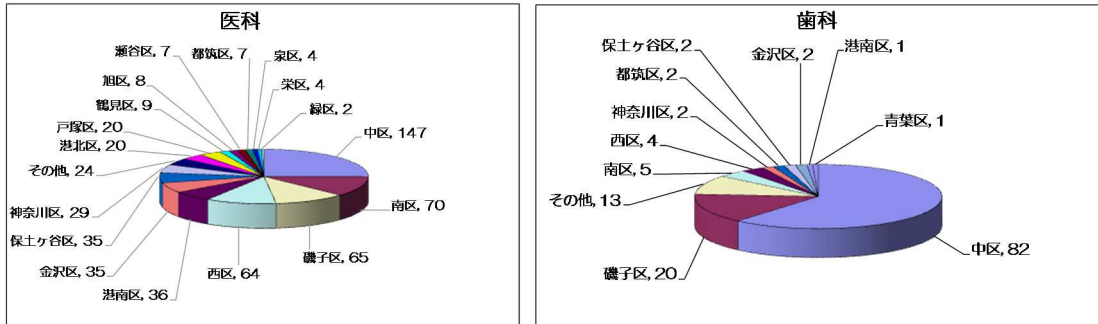 医科
瀬谷区, 7
都筑区, 7
泉区, 4
旭区, 8
栄区, 4
鶴見区, 9
緑区, 2
戸塚区, 20
中区, 147
港北区, 20
その他, 24
神奈川区, 29
南区, 70
保土ヶ谷区, 35
磯子区, 65
金沢区, 35
西区, 64
港南区, 36
歯科
保土ヶ谷区, 2
金沢区, 2
港南区, 1
都筑区, 2
神奈川区, 2
青葉区, 1
西区, 4
南区, 5
その他, 13
中区, 82
磯子区, 20